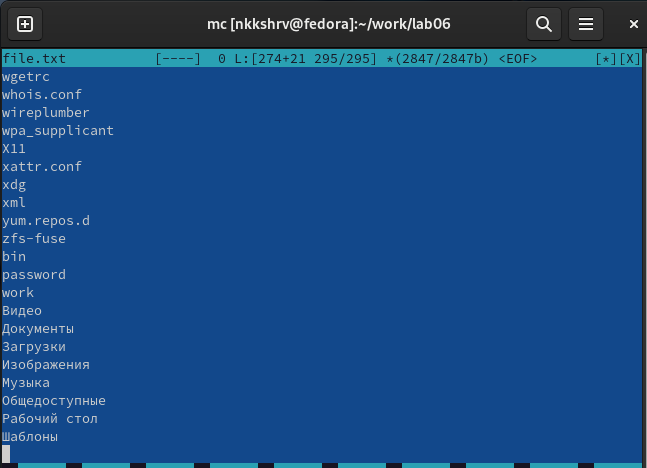 mc [nkkshrv@fedora]:~/work/lab06
file.txt [----] 0 L:[274+21 295/295] *(2847/2847b) <EOF> [*][X]
wgetrc
whois.conf
wireplumber
wpa_supplicant
X11
xattr.conf
xdg
xml
yum.repos.d
zfs-fuse
bin
password
work
Видео
Документы
Загрузки
Изображения
Музыка
Общедоступные
Рабочий стол
Шаблоны